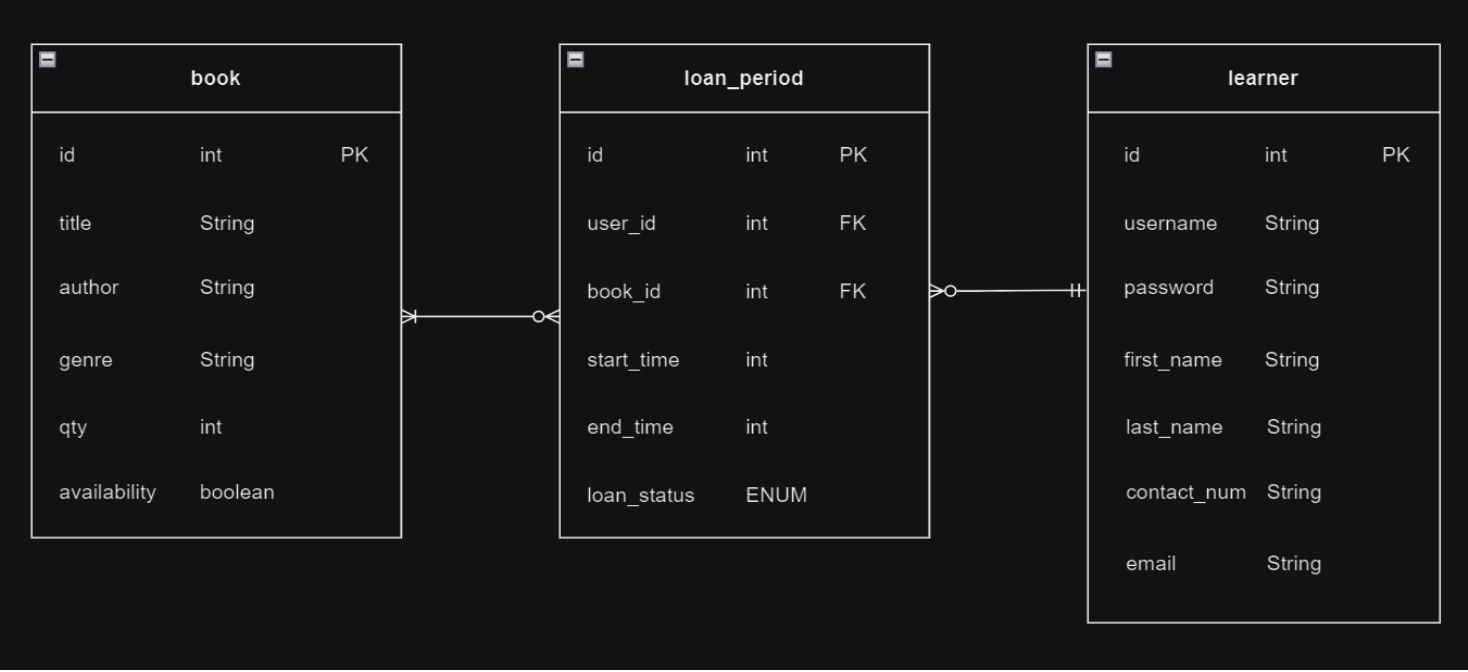 book
id int PK
title String
author String
genre String
qty int
availability boolean
loan_period
id int PK
user_id int FK
book_id int FK
start_time int
end_time int
loan_status ENUM
learner
id int PK
username String
password String
first_name String
last_name String
contact_num String
email String